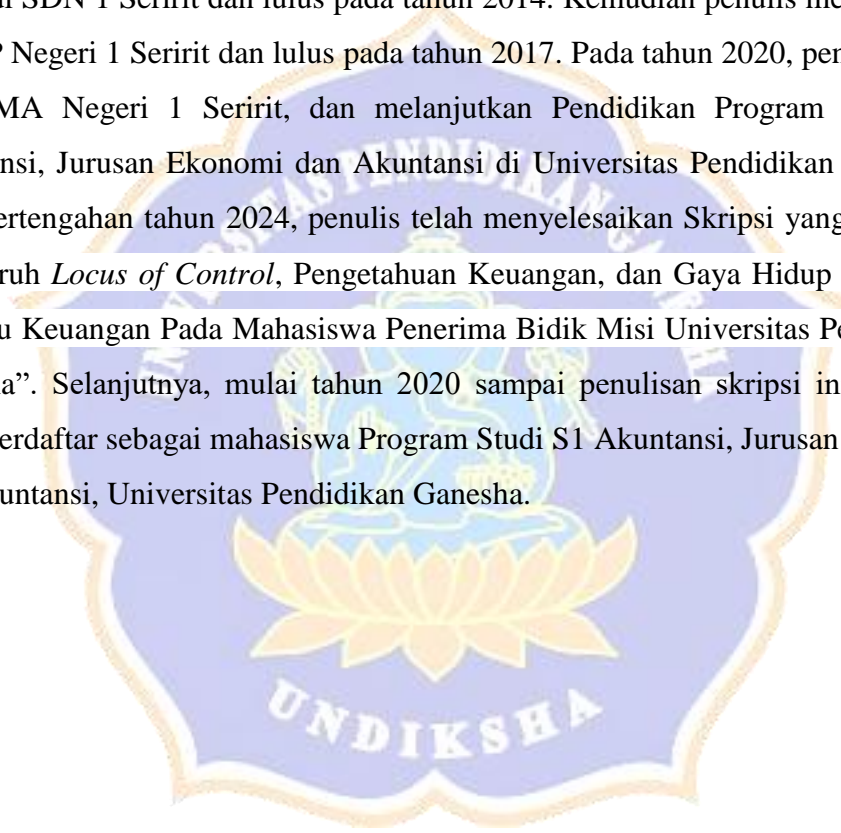 SDN 1 Seririt dan lulus pada tahun 2014. Kemudian penulis me
P Negeri 1 Seririt dan lulus pada tahun 2017. Pada tahun 2020, pen
MA Negeri 1 Seririt, dan melanjutkan Pendidikan Program
nsi, Jurusan Ekonomi dan Akuntansi di Universitas Pendidikan
ertengahan tahun 2024, penulis telah menyelesaikan Skripsi yang
ruh Locus of Control, Pengetahuan Keuangan, dan Gaya Hidup
u Keuangan Pada Mahasiswa Penerima Bidik Misi Universitas Pe
a”. Selanjutnya, mulai tahun 2020 sampai penulisan skripsi in
erdaftar sebagai mahasiswa Program Studi S1 Akuntansi, Jurusan
untansi, Universitas Pendidikan Ganesha.
UNIVERSITAS PENDIDIKAN GANESHA
UNDIKSHA